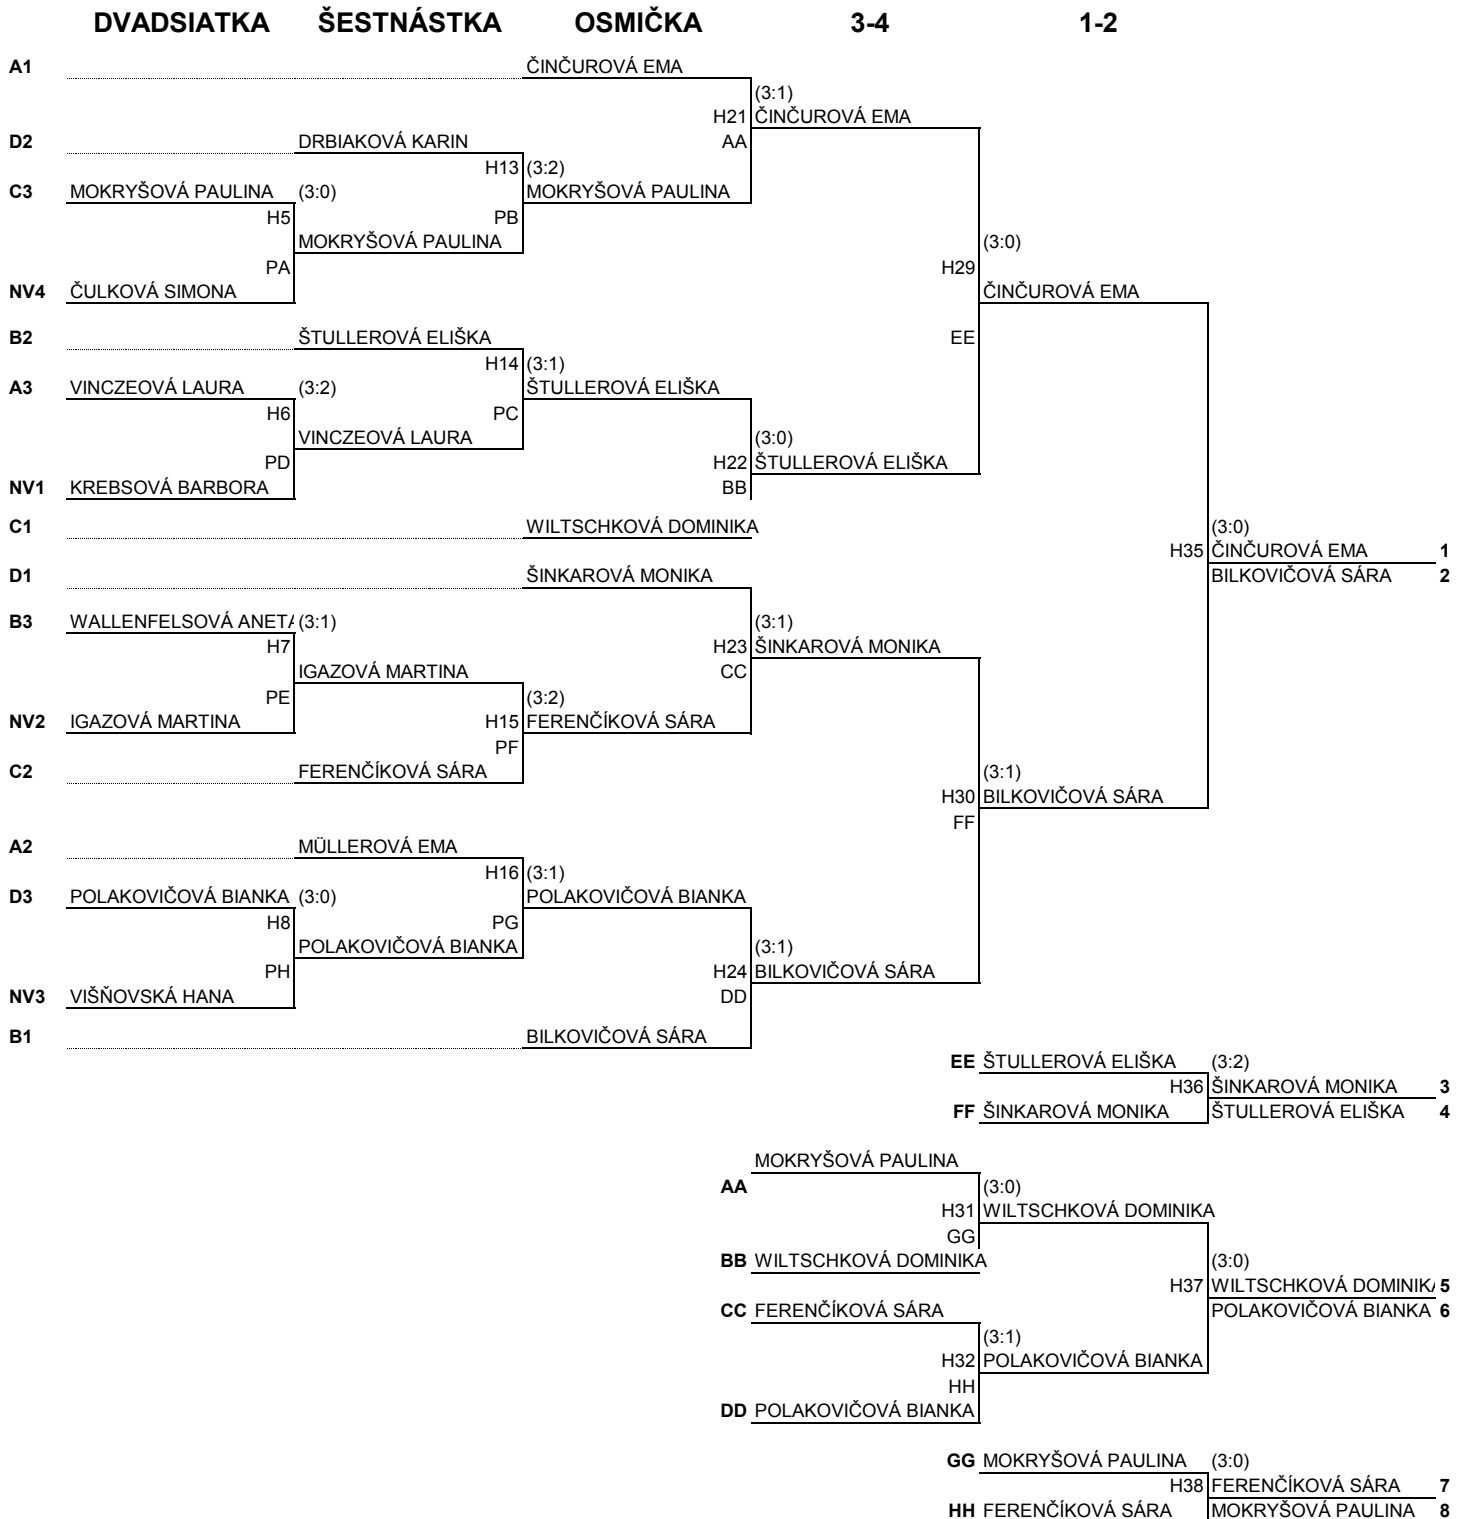 DVADSIATKA ŠESTNÁSTKA OSMIČKA 3-4 1-2
A1 ČINČUROVÁ EMA
(3:1)
H21 ČINČUROVÁ EMA
D2 DRBIAKOVÁ KARIN AA
H13 (3:2)
C3 MOKRYŠOVÁ PAULINA (3:0) MOKRYŠOVÁ PAULINA
H5 PB
MOKRYŠOVÁ PAULINA (3:0)
PA H29
NV4 ČULKOVÁ SIMONA ČINČUROVÁ EMA
B2 ŠTULLEROVÁ ELIŠKA EE
H14 (3:1)
A3 VINCZEOVÁ LAURA (3:2) ŠTULLEROVÁ ELIŠKA
H6 PC
VINCZEOVÁ LAURA (3:0)
PD H22 ŠTULLEROVÁ ELIŠKA
NV1 KREBSOVÁ BARBORA BB
C1 WILTSCHKOVÁ DOMINIKA (3:0)
H35 ČINČUROVÁ EMA 1
D1 ŠINKAROVÁ MONIKA BILKOVIČOVÁ SÁRA 2
B3 WALLENFELSOVÁ ANETA (3:1) (3:1)
H7 H23 ŠINKAROVÁ MONIKA
IGAZOVÁ MARTINA CC
PE (3:2)
NV2 IGAZOVÁ MARTINA H15 FERENČÍKOVÁ SÁRA
PF
C2 FERENČÍKOVÁ SÁRA (3:1)
H30 BILKOVIČOVÁ SÁRA
FF
A2 MÜLLEROVÁ EMA
H16 (3:1)
D3 POLAKOVIČOVÁ BIANKA (3:0) POLAKOVIČOVÁ BIANKA
H8 PG
POLAKOVIČOVÁ BIANKA (3:1)
PH H24 BILKOVIČOVÁ SÁRA
NV3 VIŠŇOVSKÁ HANA DD
B1 BILKOVIČOVÁ SÁRA
EE ŠTULLEROVÁ ELIŠKA (3:2)
H36 ŠINKAROVÁ MONIKA 3
FF ŠINKAROVÁ MONIKA ŠTULLEROVÁ ELIŠKA 4
MOKRYŠOVÁ PAULINA
AA (3:0)
H31 WILTSCHKOVÁ DOMINIKA
GG
BB WILTSCHKOVÁ DOMINIKA (3:0)
H37 WILTSCHKOVÁ DOMINIKA 5
CC FERENČÍKOVÁ SÁRA POLAKOVIČOVÁ BIANKA 6
(3:1)
H32 POLAKOVIČOVÁ BIANKA
HH
DD POLAKOVIČOVÁ BIANKA
GG MOKRYŠOVÁ PAULINA (3:0)
H38 FERENČÍKOVÁ SÁRA 7
HH FERENČÍKOVÁ SÁRA MOKRYŠOVÁ PAULINA 8